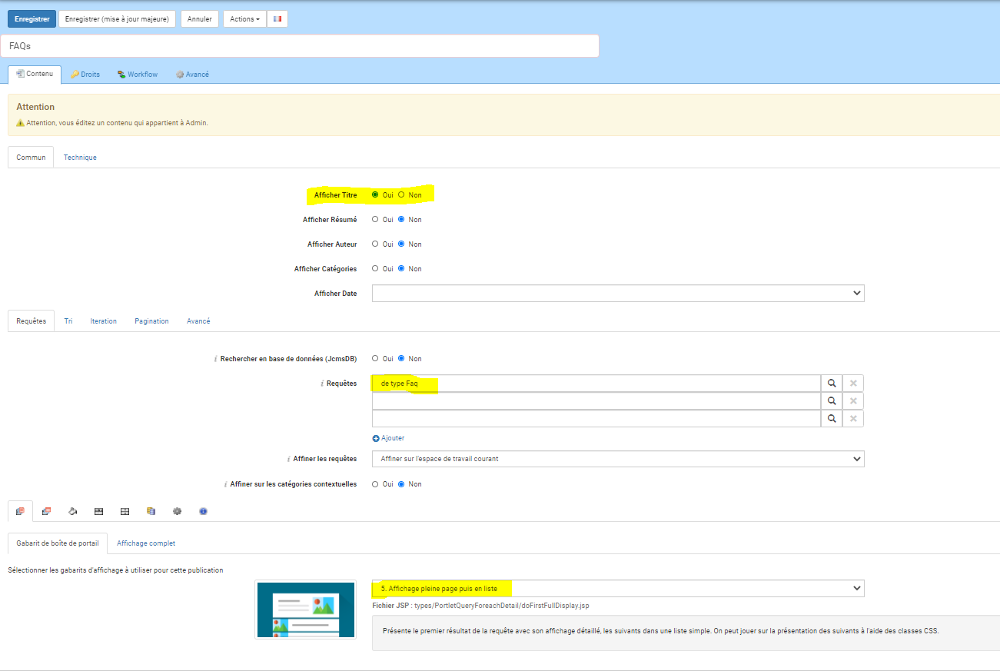 Enregistrer Enregistrer (mise à jour majeure) Annuler Actions
FAQs
Contenu Droits Workflow Avancé
Attention
Attention, vous éditez un contenu qui appartient à Admin.
Commun Technique
Afficher Titre Oui Non
Afficher Résumé Oui Non
Afficher Auteur Oui Non
Afficher Catégories Oui Non
Afficher Date
Requêtes Tri Iteration Pagination Avancé
i Rechercher en base de données (JcmsDB) Oui Non
i Requêtes de type Faq
Ajouter
i Affiner les requêtes Affiner sur l'espace de travail courant
i Affiner sur les catégories contextuelles Oui Non
Gabarit de boîte de portail Affichage complet
Sélectionner les gabarits d'affichage à utiliser pour cette publication
5. Affichage pleine page puis en liste
Fichier JSP : types/PortletQueryForeachDetail/doFirstFullDisplay.jsp
Présente le premier résultat de la requête avec son affichage détaillé, les suivants dans une liste simple. On peut jouer sur la présentation des suivants à l'aide des classes CSS.